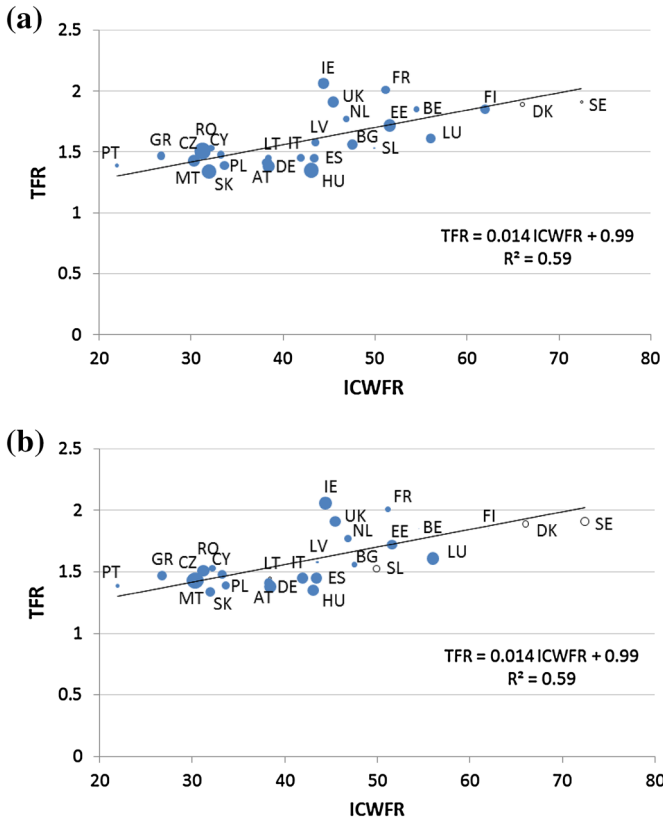 (a)
2.5
2
1.5
1
0.5
0
TFR
IE
FR
UK
NL
BE
FI
DK
SE
EE
LU
RO
CY
GR
CZ
PT
MT
SK
PL
LT
IT
LV
BG
SL
AT
DE
ES
HU
TFR = 0.014 ICWFR + 0.99
R² = 0.59
20 30 40 50 60 70 80
ICWFR
(b)
2.5
2
1.5
1
0.5
0
TFR
IE
FR
UK
NL
BE
FI
DK
SE
EE
LU
RO
CY
GR
CZ
PT
MT
SK
PL
LT
IT
LV
BG
SL
AT
DE
ES
HU
TFR = 0.014 ICWFR + 0.99
R² = 0.59
20 30 40 50 60 70 80
ICWFR